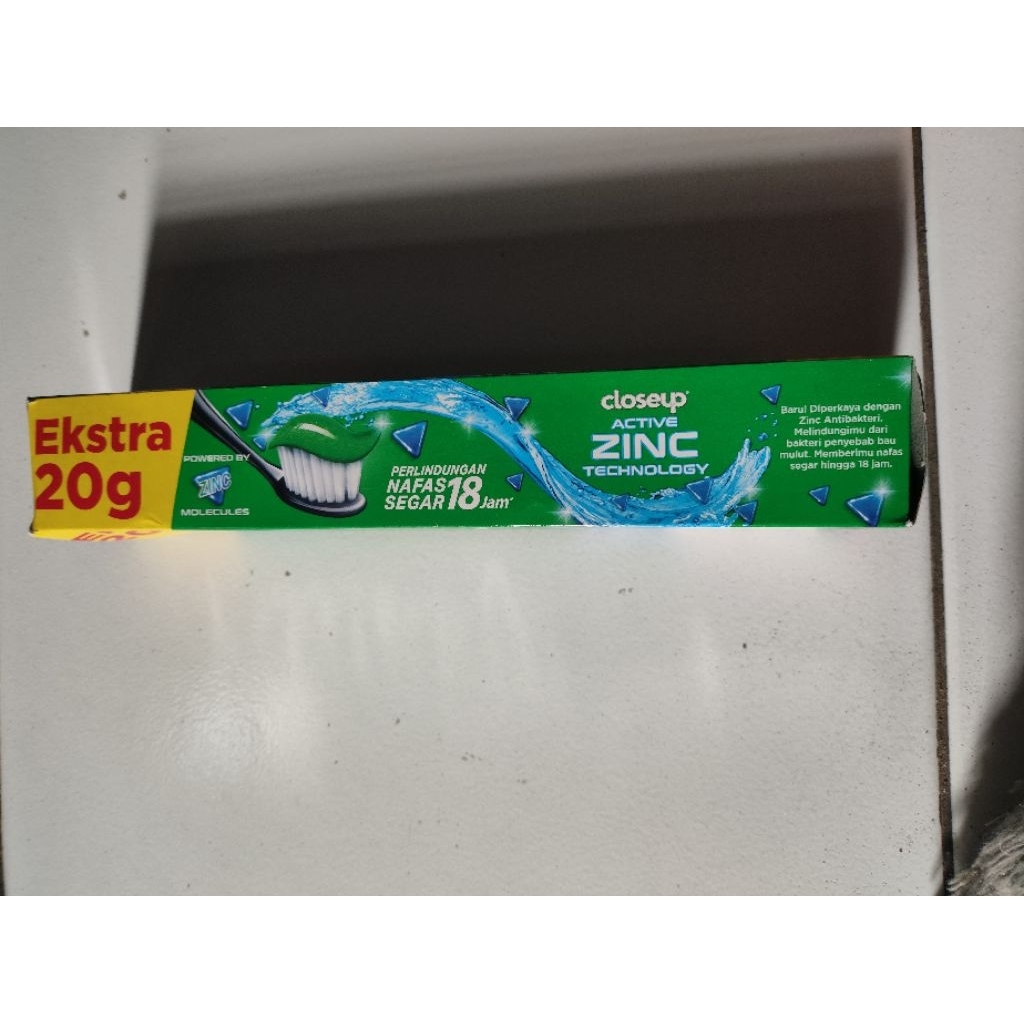 Ekstra
20g
POWERED BY
ZINC
MOLECULES
PERLINDUNGAN
NAFAS
SEGAR 18 Jam*
closeup®
ACTIVE
ZINC
TECHNOLOGY
Baru! Diperkaya dengan
Zinc Antibakteri.
Melindungimu dari
bakteri penyebab bau
mulut. Memberimu nafas
segar hingga 18 jam.